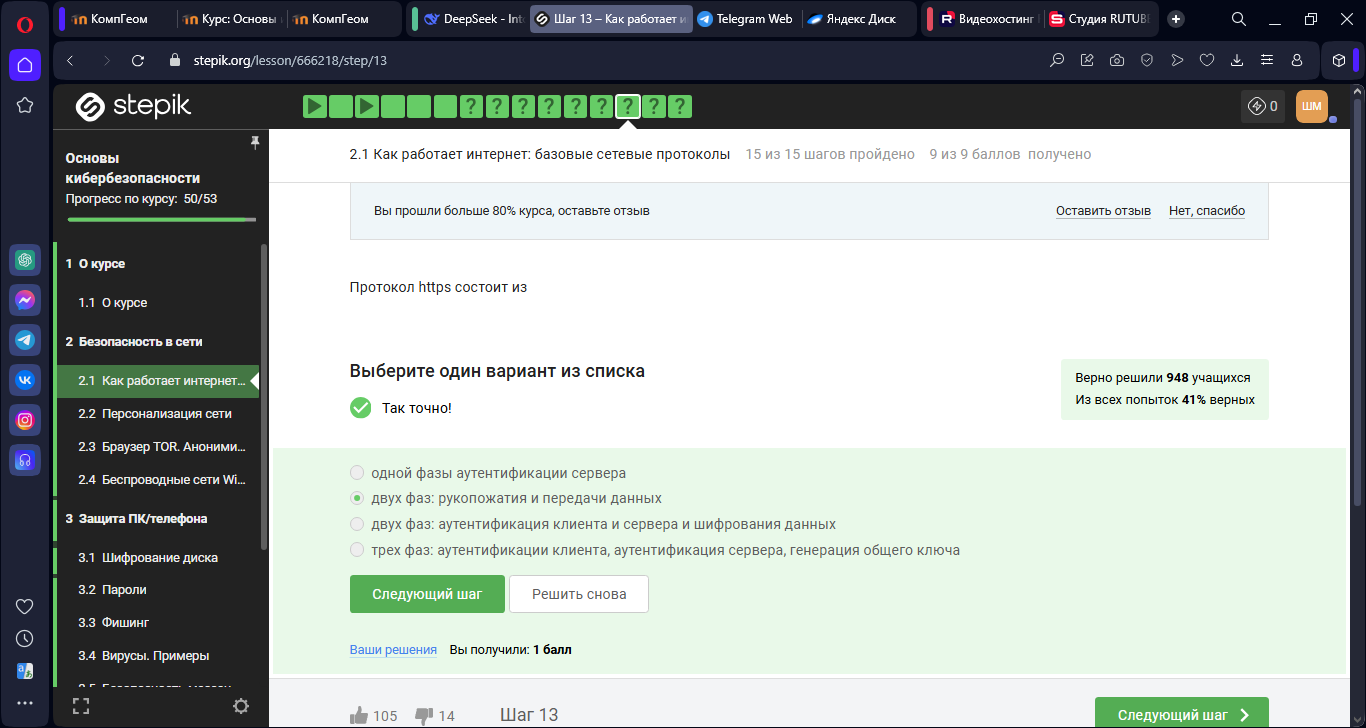 КомпГеом
Курс: Основы
КомпГеом
DeepSeek - Int
Шаг 13 – Как работает и
Telegram Web
Яндекс Диск
Видеохостинг
Студия RUTUBE
stepik.org/lesson/666218/step/13
stepik
0
ШМ
Основы
кибербезопасности
Прогресс по курсу: 50/53
1 О курсе
1.1 О курсе
2 Безопасность в сети
2.1 Как работает интернет...
2.2 Персонализация сети
2.3 Браузер TOR. Аноними...
2.4 Беспроводные сети Wi...
3 Защита ПК/телефона
3.1 Шифрование диска
3.2 Пароли
3.3 Фишинг
3.4 Вирусы. Примеры
2.1 Как работает интернет: базовые сетевые протоколы 15 из 15 шагов пройдено 9 из 9 баллов получено
Вы прошли больше 80% курса, оставьте отзыв
Оставить отзыв
Нет, спасибо
Протокол https состоит из
Выберите один вариант из списка
Так точно!
Верно решили 948 учащихся
Из всех попыток 41% верных
одной фазы аутентификации сервера
двух фаз: рукопожатия и передачи данных
двух фаз: аутентификация клиента и сервера и шифрования данных
трех фаз: аутентификации клиента, аутентификация сервера, генерация общего ключа
Следующий шаг
Решить снова
Ваши решения Вы получили: 1 балл
105
14
Шаг 13
Следующий шаг